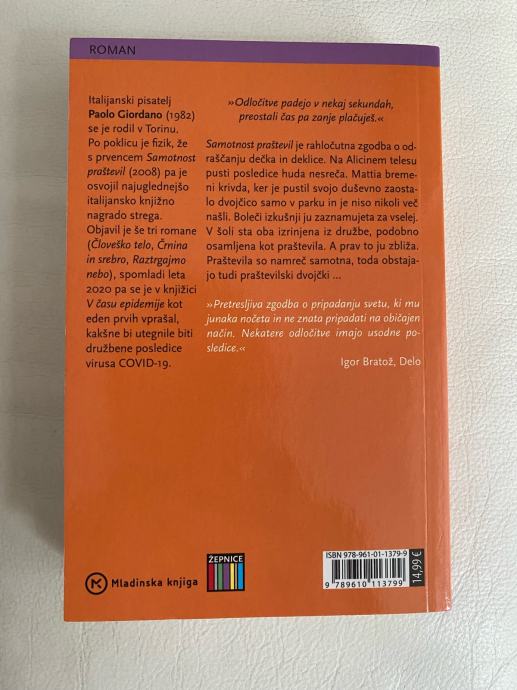 ROMAN
Italijanski pisatelj
Paolo Giordano (1982)
se je rodil v Torinu.
Po poklicu je fizik, že
s prvencem Samotnost
praštevil (2008) pa je
osvojil najuglednejšo
italijansko knjižno
nagrado strega.
Objavil je še tri romane
(Človeško telo, Črnina
in srebro, Raztrgajmo
nebo), spomladi leta
2020 pa se je v knjižici
V času epidemije kot
eden prvih vprašal,
kakšne bi utegnile biti
družbene posledice
virusa COVID-19.
»Odločitve padejo v nekaj sekundah,
preostali čas pa zanje plačuješ.«
Samotnost praštevil je rahločutna zgodba o od-
raščanju dečka in deklice. Na Alicinem telesu
pusti posledice huda nesreča. Mattia breme-
ni krivda, ker je pustil svojo duševno zaosta-
lo dvojčico samo v parku in je niso nikoli več
našli. Boleči izkušnji ju zaznamujeta za vselej.
V šoli sta oba izrinjena iz družbe, podobno
osamljena kot praštevila. A prav to ju zbliža.
Praštevila so namreč samotna, toda obstaja-
jo tudi praštevilski dvojčki ...
»Pretresljiva zgodba o pripadanju svetu, ki mu
junaka nočeta in ne znata pripadati na običajen
način. Nekatere odločitve imajo usodne po-
sledice.«
Igor Bratož, Delo
Mladinska knjiga
ŽEPNICE
ISBN 978-961-01-1379-9
9 789610 113799
14,99 €